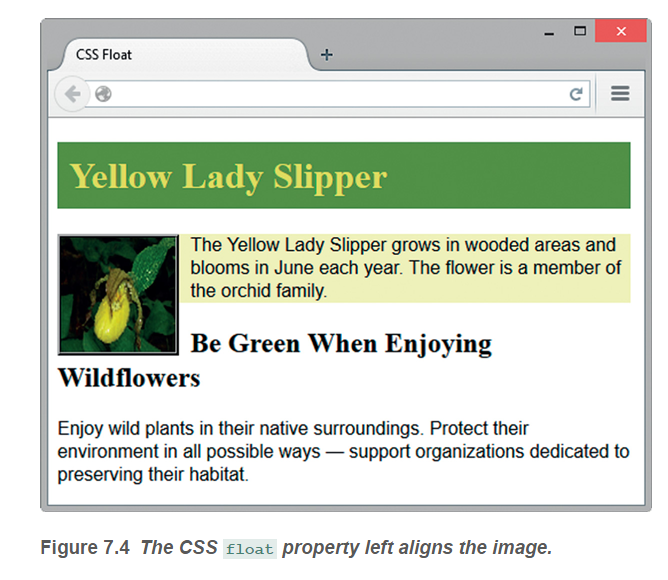 CSS Float
Yellow Lady Slipper
The Yellow Lady Slipper grows in wooded areas and
blooms in June each year. The flower is a member of
the orchid family.
Be Green When Enjoying
Wildflowers
Enjoy wild plants in their native surroundings. Protect their
environment in all possible ways — support organizations dedicated to
preserving their habitat.
Figure 7.4 The CSS float property left aligns the image.